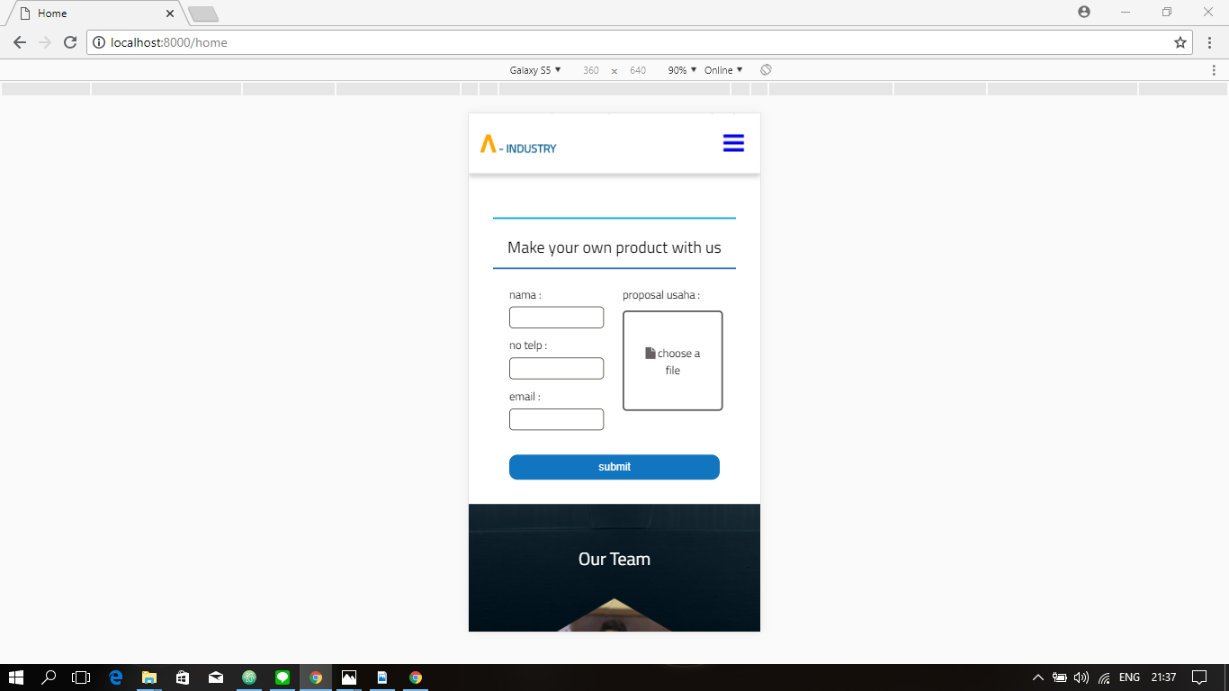 Home
localhost:8000/home
Galaxy S5 ▼ 360 x 640 90% ▼ Online ▼
Λ - INDUSTRY
Make your own product with us
nama :
proposal usaha :
no telp :
choose a
file
email :
submit
Our Team
ENG 21:37